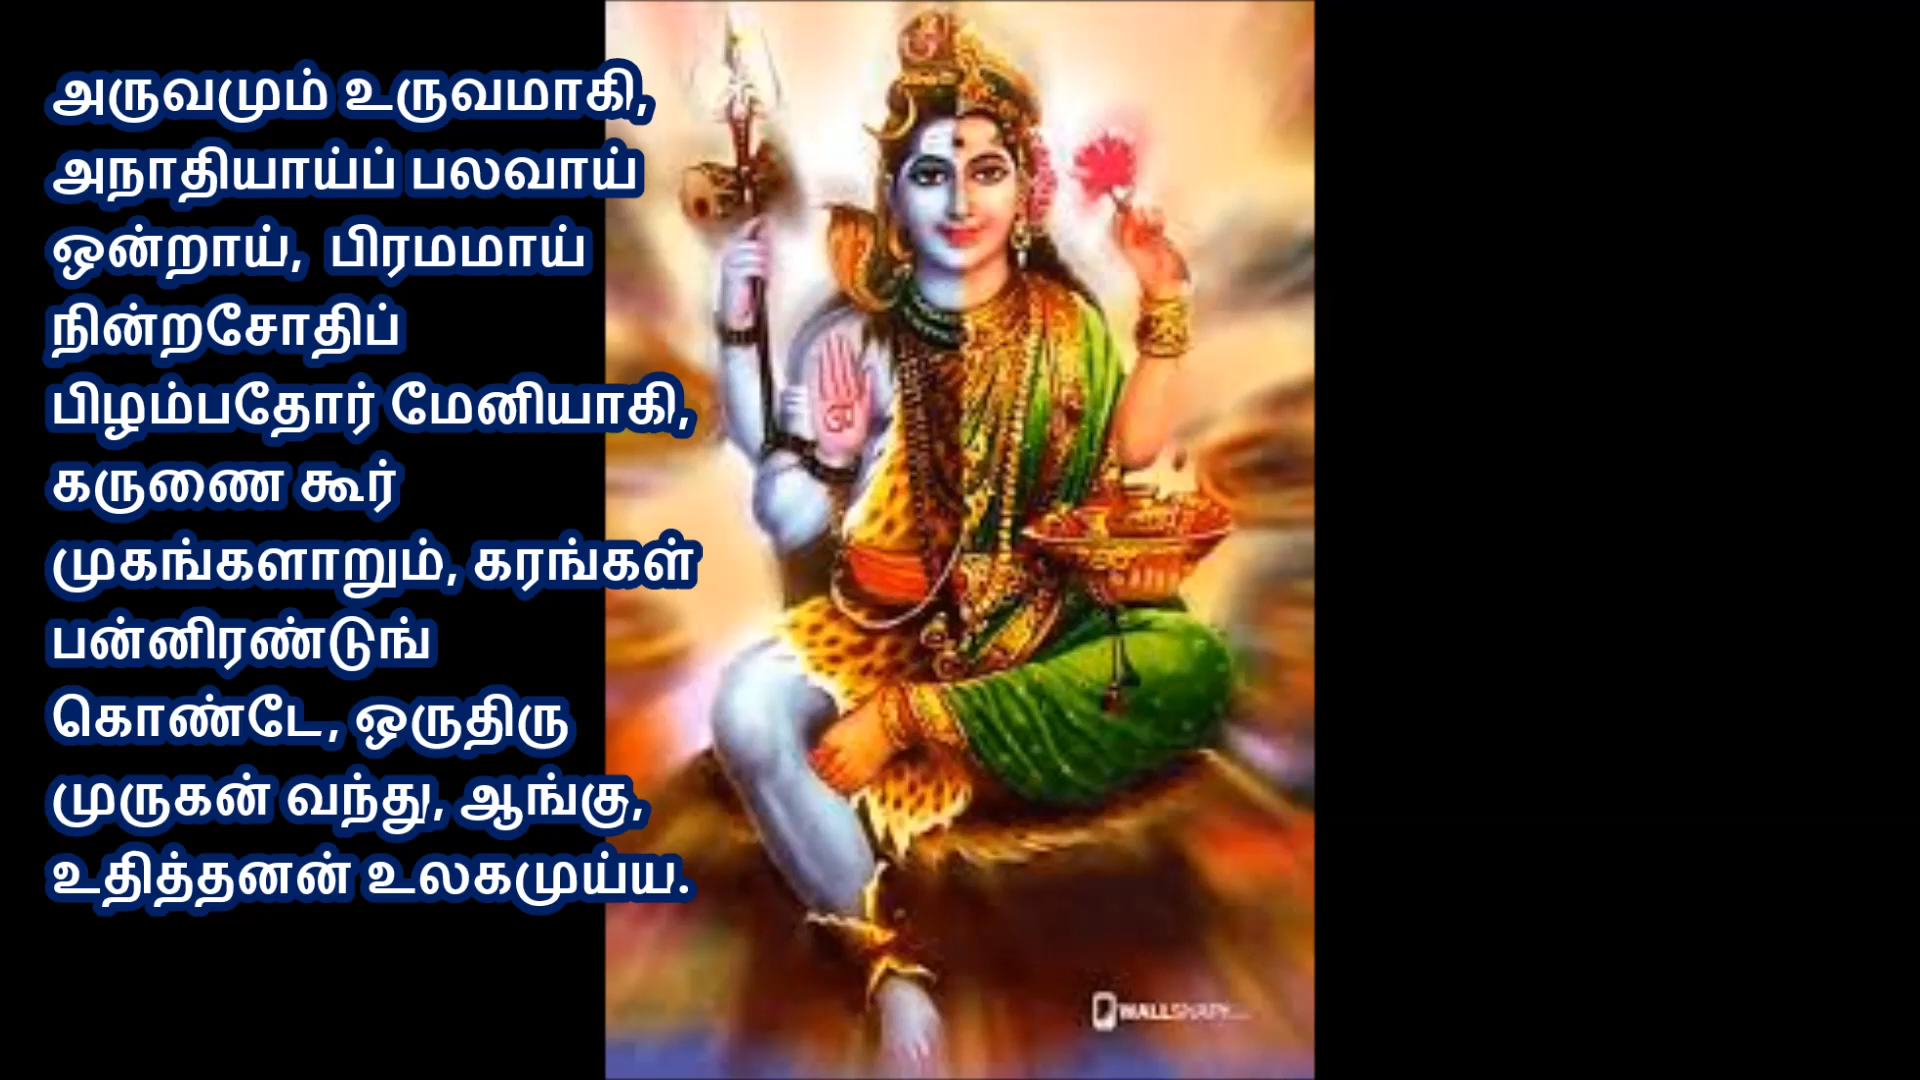 அருவமும் உருவமாகி,
அநாதியாய்ப் பலவாய்
ஒன்றாய், பிரமமாய்
நின்றசோதிப்
பிழம்பதோர் மேனியாகி,
கருணை கூர்
முகங்களாறும், கரங்கள்
பன்னிரண்டுங்
கொண்டே, ஒருதிரு
முருகன் வந்து, ஆங்கு,
உதித்தனன் உலகமுய்ய.